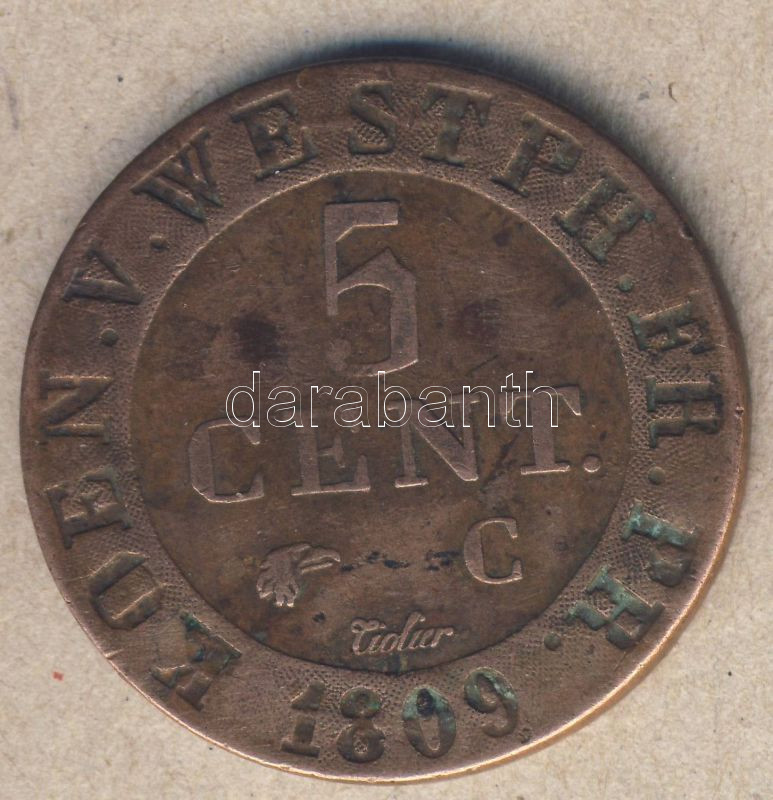 KOEN.V.WESTPH.FR.PR.
1809
5
CENT.
C
Tiolier
darabanth